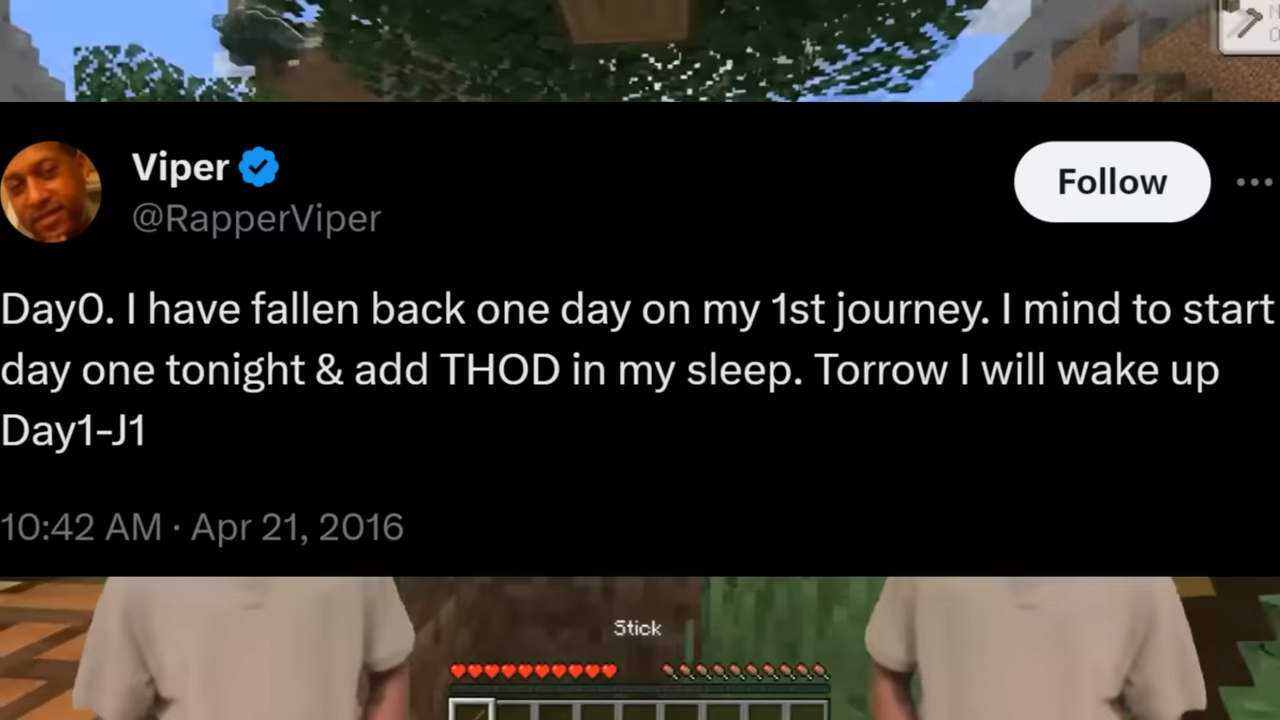 Viper
@RapperViper
Follow
Day0. I have fallen back one day on my 1st journey. I mind to start
day one tonight & add THOD in my sleep. Torrow I will wake up
Day1-J1
10:42 AM · Apr 21, 2016
Stick